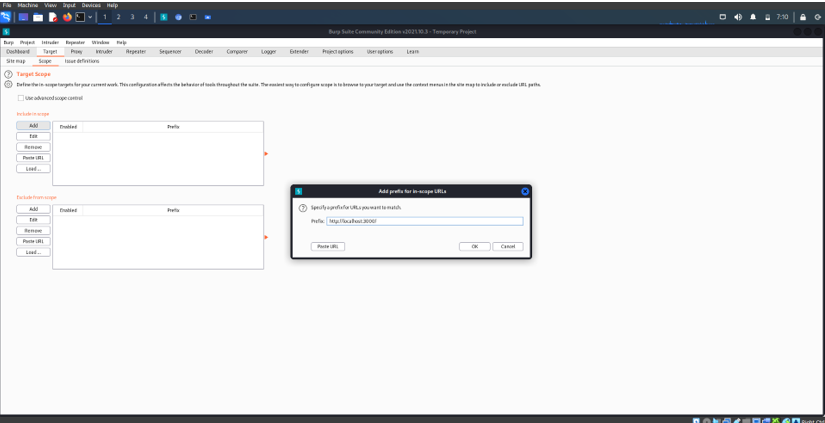 File Machine View Input Devices Help
1 2 3 4 7:10
Burp Suite Community Edition v2021.10.3 - Temporary Project
Burp Project Intruder Repeater Window Help
Dashboard Target Proxy Intruder Repeater Sequencer Decoder Comparer Logger Extender Project options User options Learn
Site map Scope Issue definitions
Target Scope
Define the in-scope targets for your current work. This configuration affects the behavior of tools throughout the suite. The easiest way to configure scope is to browse to your target and use the context menus in the site map to include or exclude URL paths.
Use advanced scope control
Include in scope
Add Enabled Prefix
Edit
Remove
Paste URL
Load ...
Add prefix for in-scope URLs
Specify a prefix for URLs you want to match.
Prefix: http://localhost:3000/
Paste URL OK Cancel
Exclude from scope
Add Enabled Prefix
Edit
Remove
Paste URL
Load ...
Right Ctrl